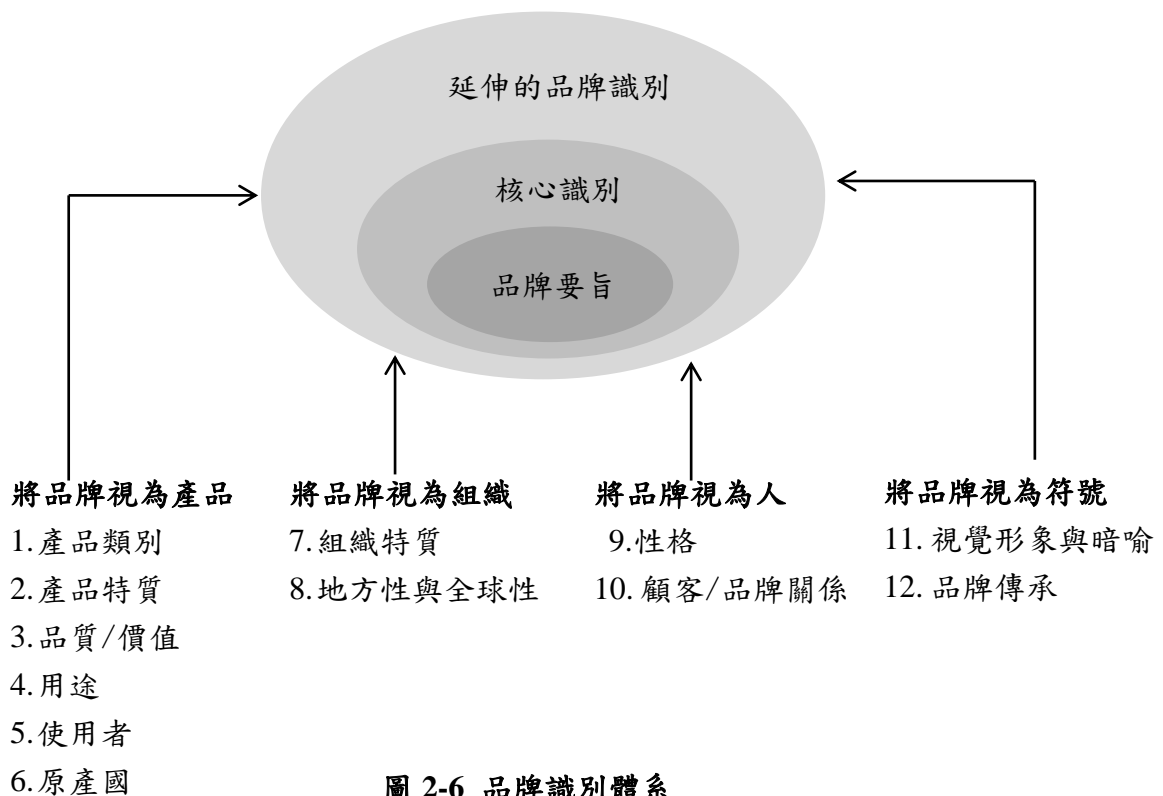 延伸的品牌識別
核心識別
品牌要旨
將品牌視為產品
1.產品類別
2.產品特質
3.品質/價值
4.用途
5.使用者
6.原產國
將品牌視為組織
7.組織特質
8.地方性與全球性
將品牌視為人
9.性格
10.顧客/品牌關係
將品牌視為符號
11.視覺形象與暗喻
12.品牌傳承
圖 2-6 品牌識別體系